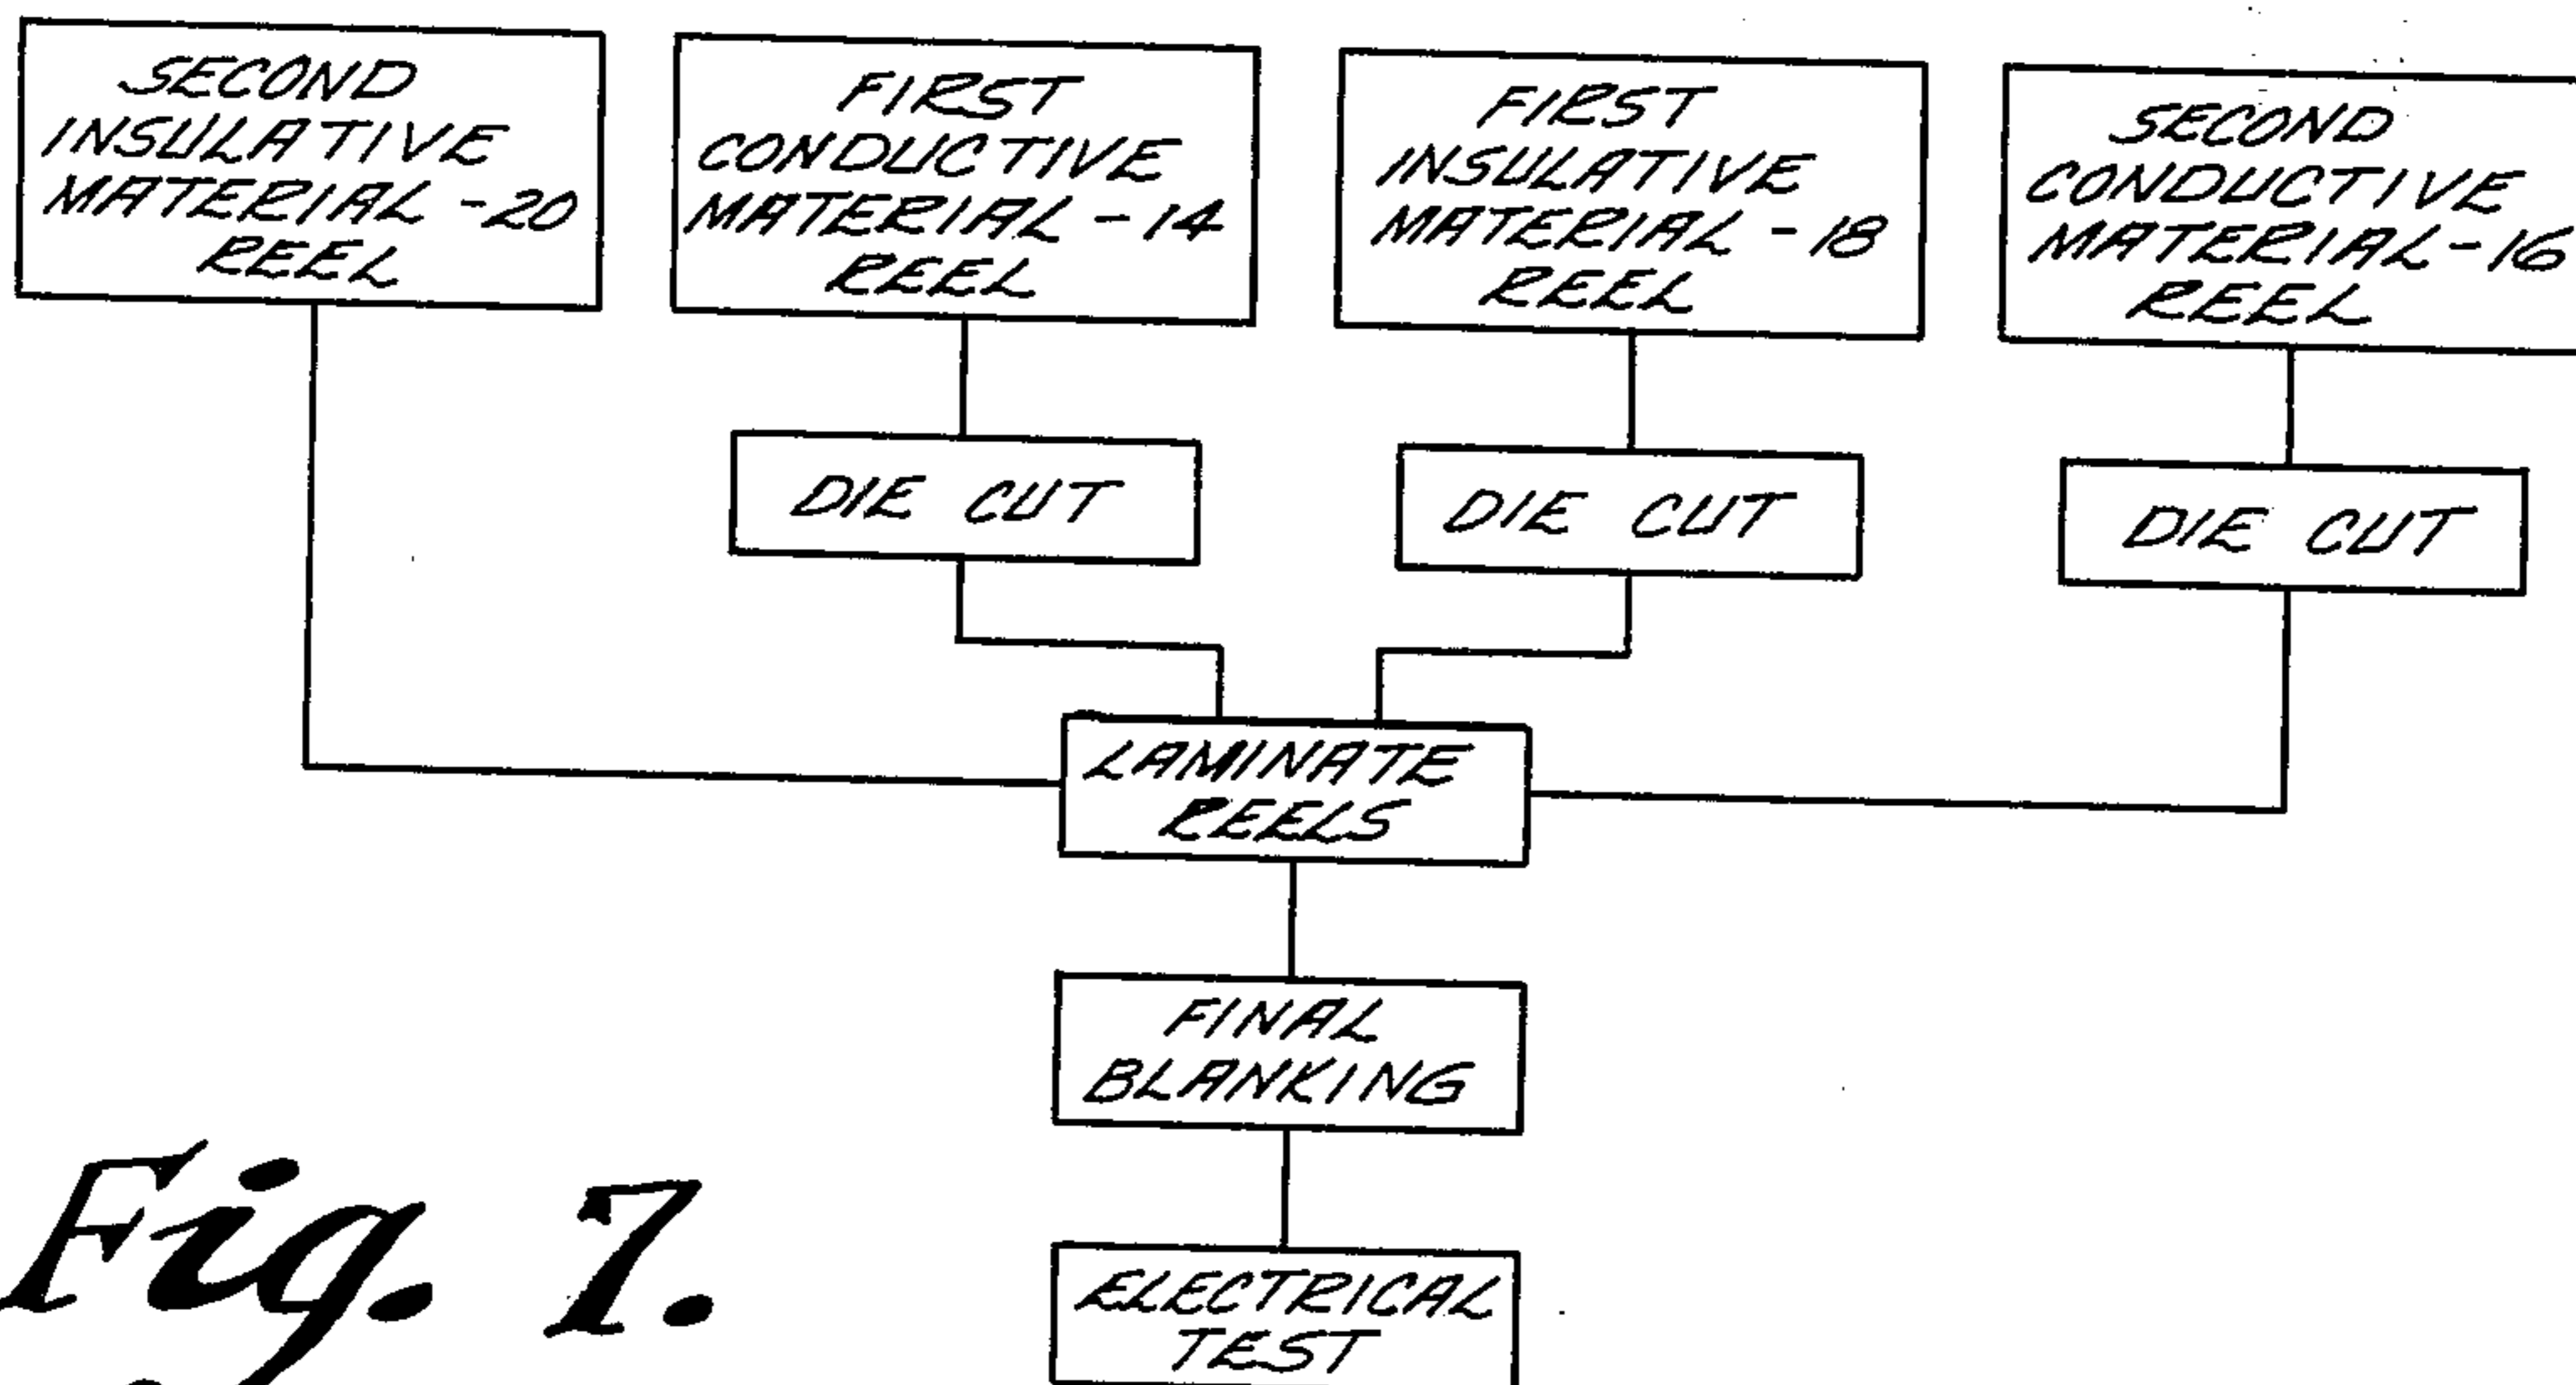 SECOND
INSULATIVE
MATERIAL-20
REEL
FIRST
CONDUCTIVE
MATERIAL-14
REEL
FIRST
INSULATIVE
MATERIAL-18
REEL
SECOND
CONDUCTIVE
MATERIAL-16
REEL
DIE CUT
DIE CUT
DIE CUT
LAMINATE
REELS
FINAL
BLANKING
ELECTRICAL
TEST
Fig. 7.